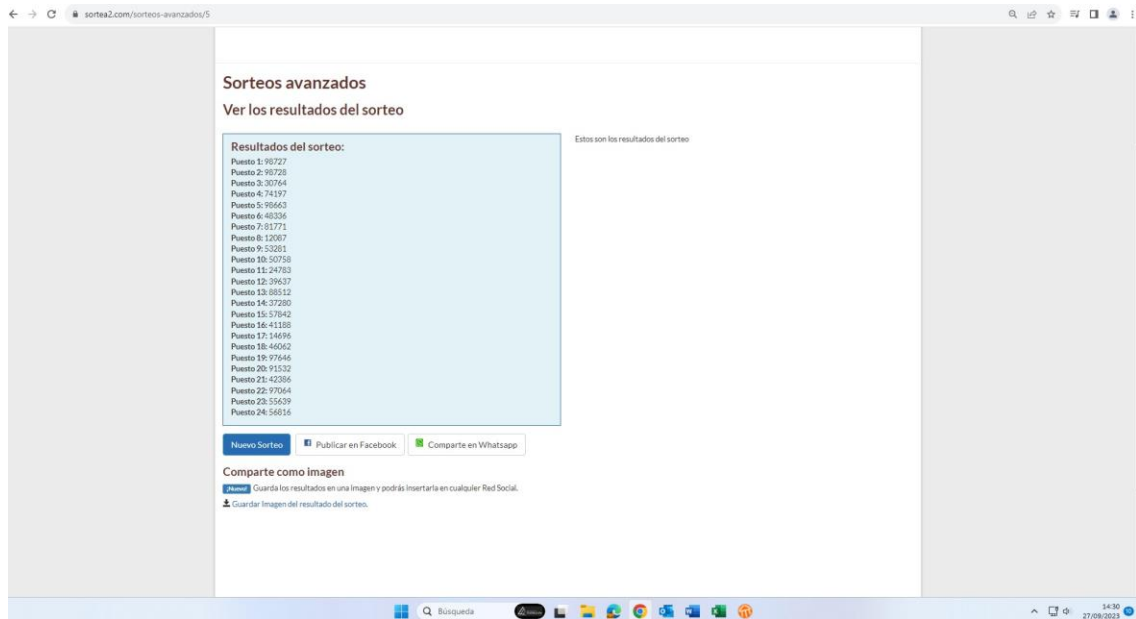 sortea2.com/sorteos-avanzados/5
Sorteos avanzados
Ver los resultados del sorteo
Resultados del sorteo:
Puesto 1: 98727
Puesto 2: 98728
Puesto 3: 30764
Puesto 4: 74197
Puesto 5: 98663
Puesto 6: 48336
Puesto 7: 81771
Puesto 8: 12087
Puesto 9: 53281
Puesto 10: 50758
Puesto 11: 24783
Puesto 12: 39637
Puesto 13: 88512
Puesto 14: 37280
Puesto 15: 57842
Puesto 16: 41188
Puesto 17: 14696
Puesto 18: 46062
Puesto 19: 97646
Puesto 20: 91532
Puesto 21: 42386
Puesto 22: 97064
Puesto 23: 55639
Puesto 24: 56816
Estos son los resultados del sorteo
Nuevo Sorteo
Publicar en Facebook
Comparte en Whatsapp
Comparte como imagen
¡Nuevo! Guarda los resultados en una Imagen y podrás insertarla en cualquier Red Social.
Guardar Imagen del resultado del sorteo.
Búsqueda
14:30
27/09/2023